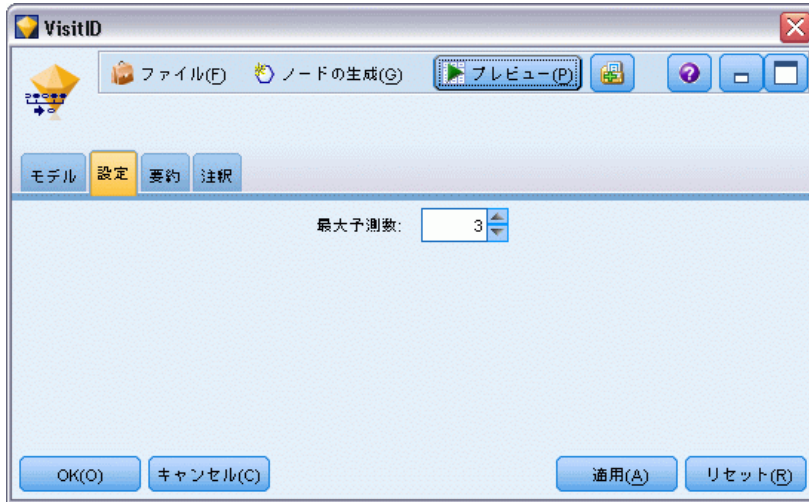 VisitID
ファイル(F) ノードの生成(G) プレビュー(P)
モデル 設定 要約 注釈
最大予測数: 3
OK(O) キャンセル(C) 適用(A) リセット(R)